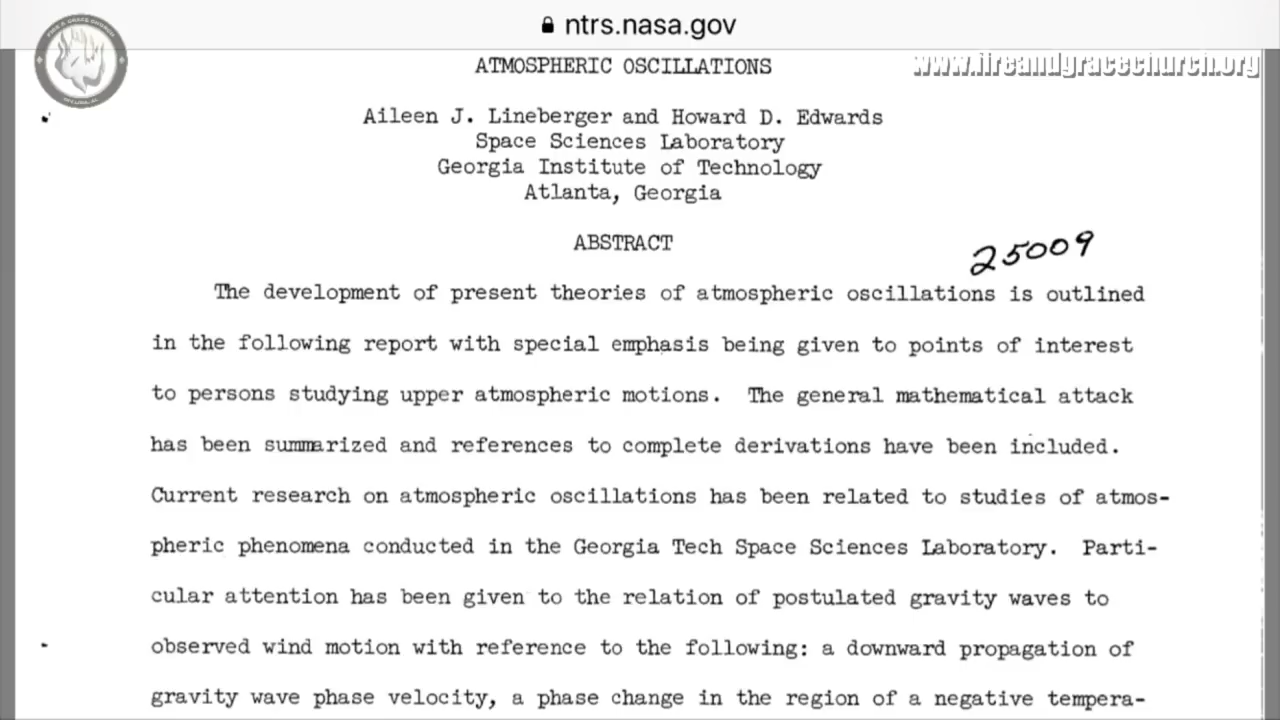 ntrs.nasa.gov
www.fireandgracechurch.org
FIRE & GRACE CHURCH
ATMOSPHERIC OSCILLATIONS
Aileen J. Lineberger and Howard D. Edwards
Space Sciences Laboratory
Georgia Institute of Technology
Atlanta, Georgia
ABSTRACT
25009
The development of present theories of atmospheric oscillations is outlined
in the following report with special emphasis being given to points of interest
to persons studying upper atmospheric motions. The general mathematical attack
has been summarized and references to complete derivations have been included.
Current research on atmospheric oscillations has been related to studies of atmos-
pheric phenomena conducted in the Georgia Tech Space Sciences Laboratory. Parti-
cular attention has been given to the relation of postulated gravity waves to
observed wind motion with reference to the following: a downward propagation of
gravity wave phase velocity, a phase change in the region of a negative tempera-